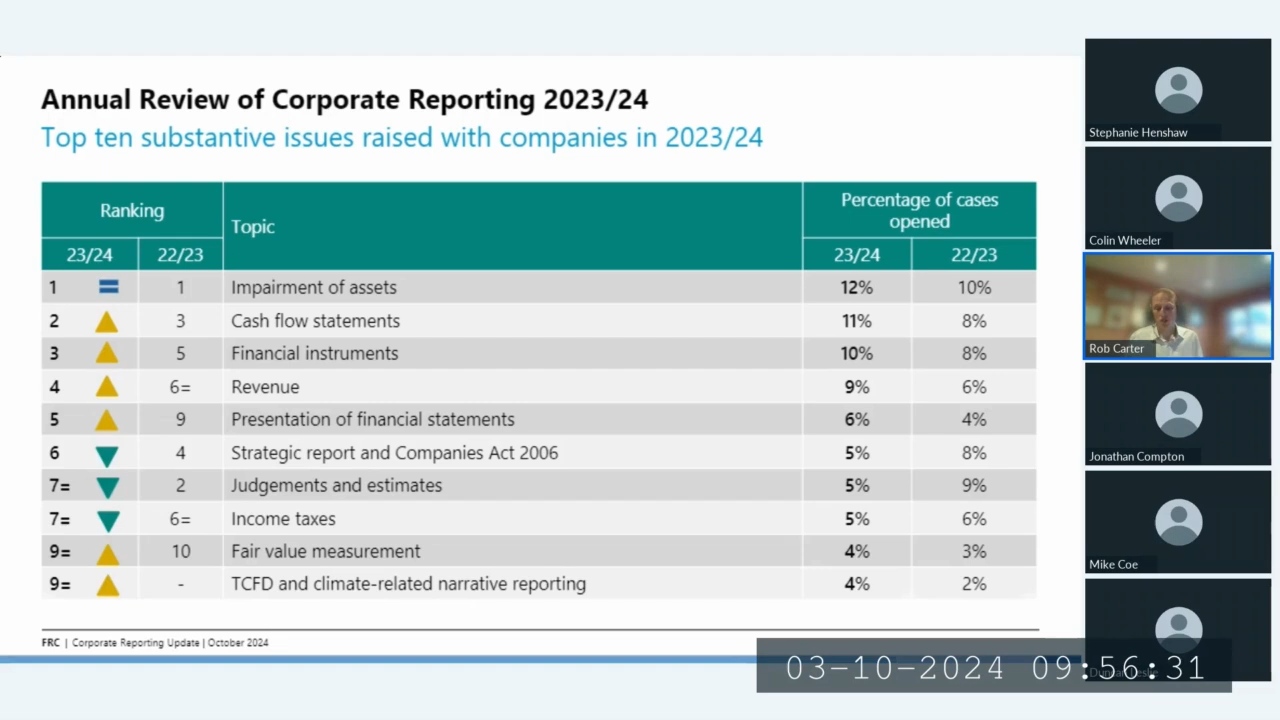 Annual Review of Corporate Reporting 2023/24
Top ten substantive issues raised with companies in 2023/24
Ranking Topic Percentage of cases opened
23/24 22/23 23/24 22/23
1 1 Impairment of assets 12% 10%
2 3 Cash flow statements 11% 8%
3 5 Financial instruments 10% 8%
4 6= Revenue 9% 6%
5 9 Presentation of financial statements 6% 4%
6 4 Strategic report and Companies Act 2006 5% 8%
7= 2 Judgements and estimates 5% 9%
7= 6= Income taxes 5% 6%
9= 10 Fair value measurement 4% 3%
9= - TCFD and climate-related narrative reporting 4% 2%
FRC | Corporate Reporting Update | October 2024
Stephanie Henshaw
Colin Wheeler
Rob Carter
Jonathan Compton
Mike Coe
03-10-2024 09:56:31